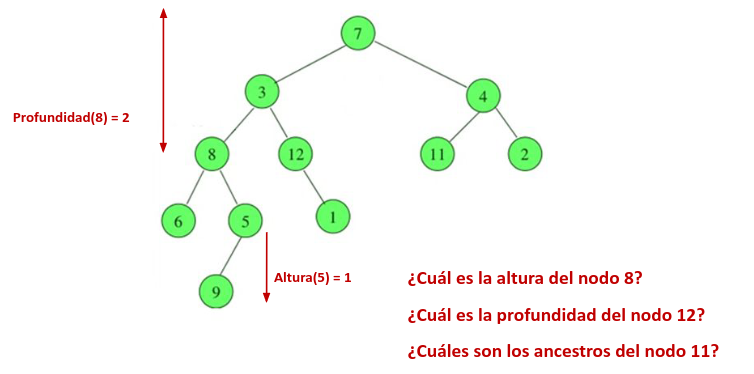 7
3
4
Profundidad(8) = 2
8
12
11
2
6
5
1
Altura(5) = 1
9
¿Cuál es la altura del nodo 8?
¿Cuál es la profundidad del nodo 12?
¿Cuáles son los ancestros del nodo 11?